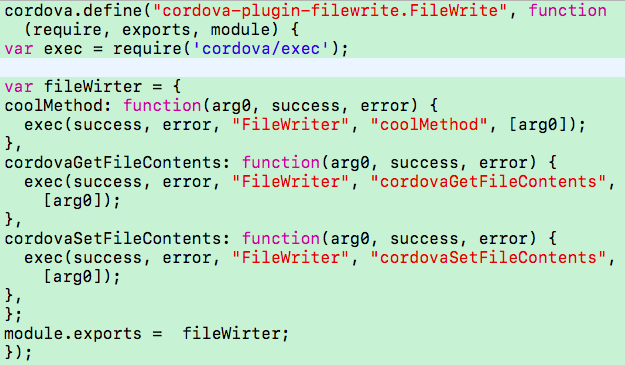 cordova.define("cordova-plugin-filewrite.FileWrite", function
(require, exports, module) {
var exec = require('cordova/exec');
var fileWirter = {
coolMethod: function(arg0, success, error) {
exec(success, error, "FileWriter", "coolMethod", [arg0]);
},
cordovaGetFileContents: function(arg0, success, error) {
exec(success, error, "FileWriter", "cordovaGetFileContents",
[arg0]);
},
cordovaSetFileContents: function(arg0, success, error) {
exec(success, error, "FileWriter", "cordovaSetFileContents",
[arg0]);
},
};
module.exports =  fileWirter;
});